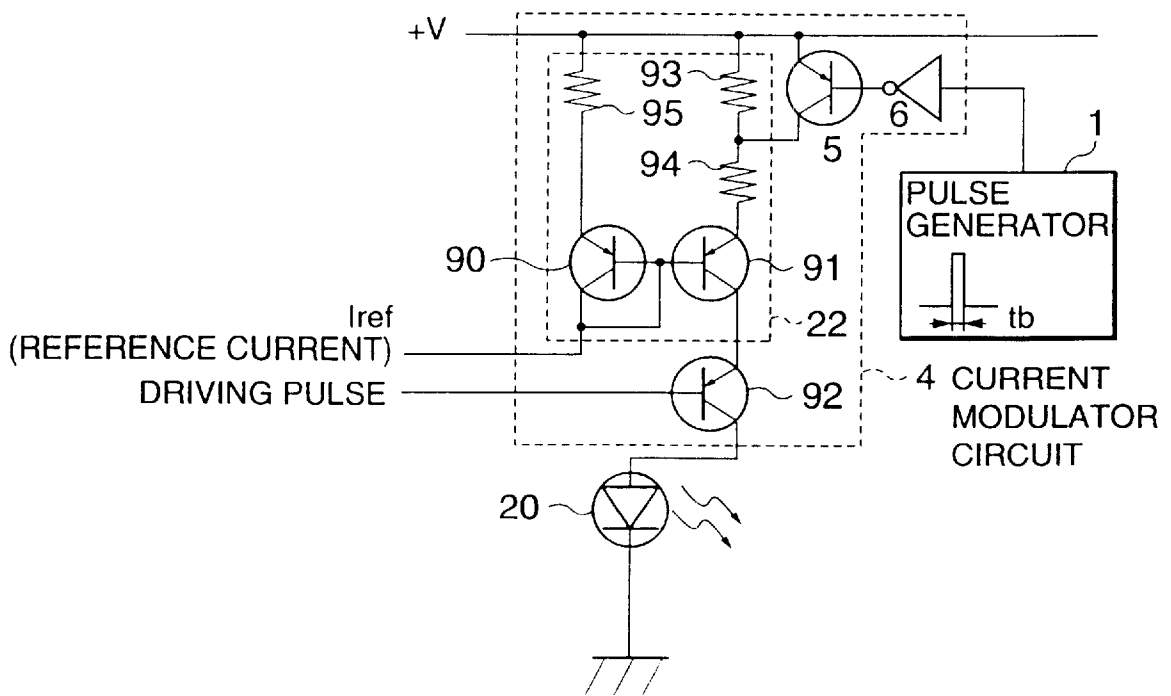 +V
93
95
6
5
1
94
PULSE
GENERATOR
90
91
tb
Iref
22
(REFERENCE CURRENT)
DRIVING PULSE
92
4 CURRENT
MODULATOR
CIRCUIT
20